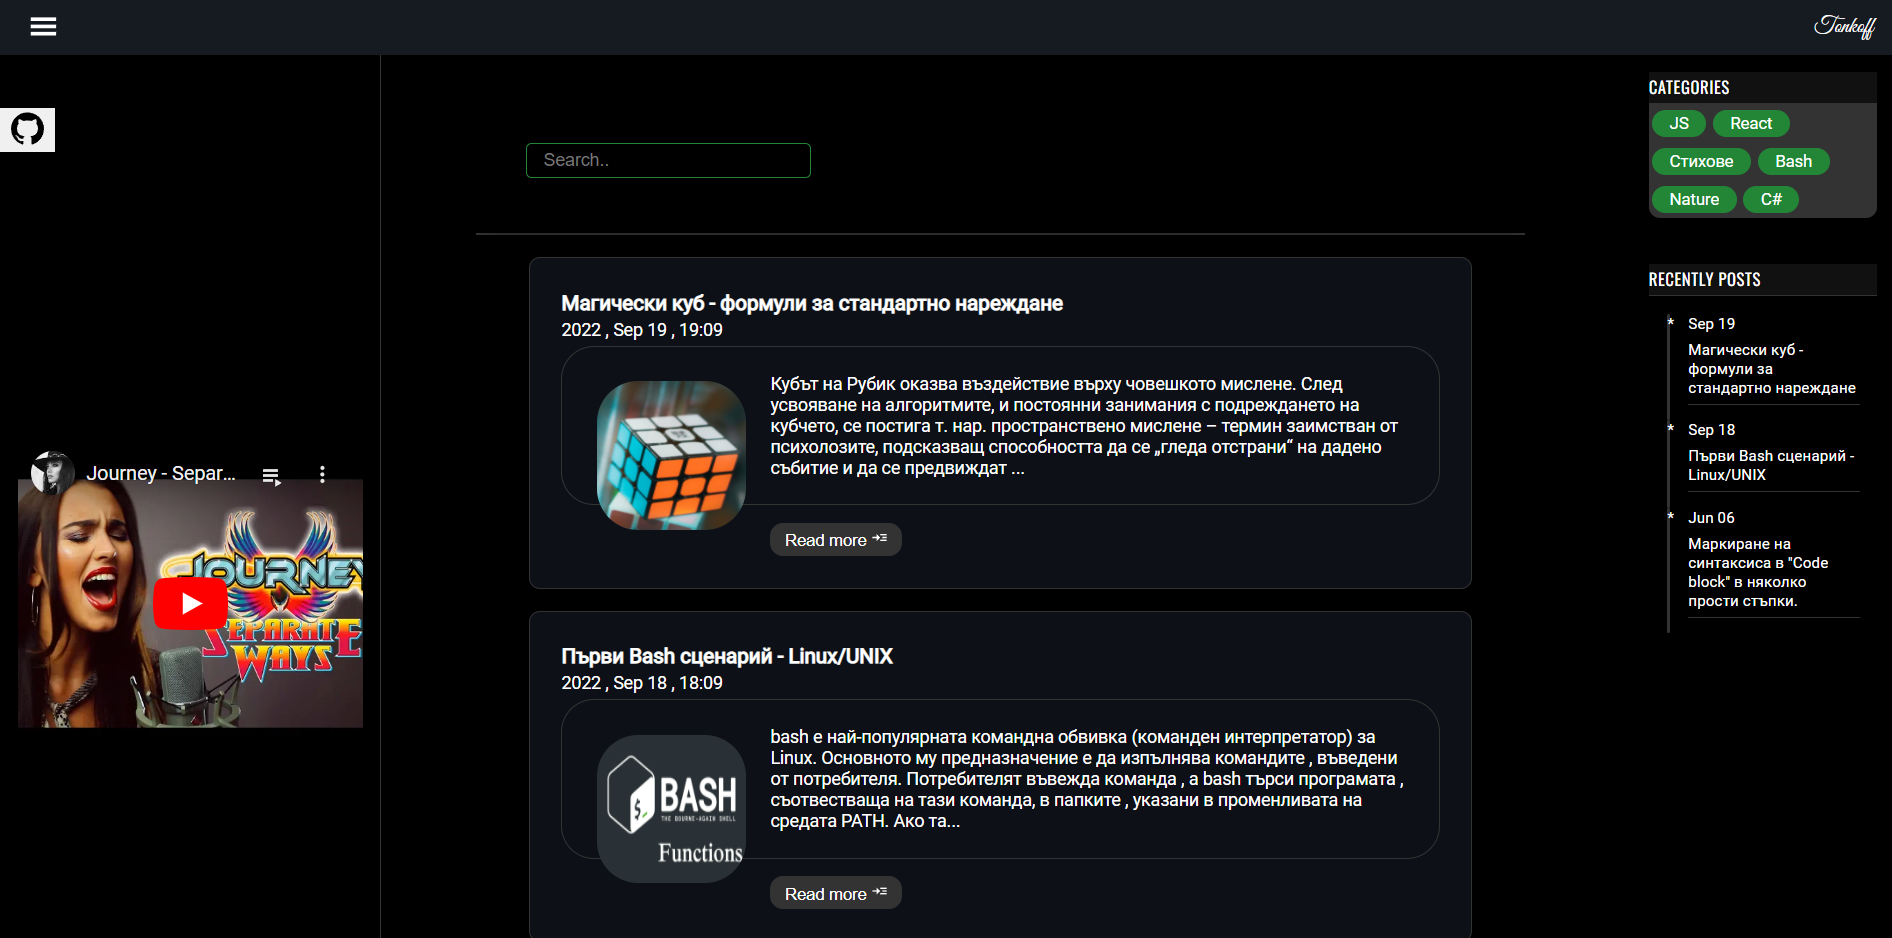 Tonkoff
Search..
Магически куб - формули за стандартно нареждане
2022 , Sep 19 , 19:09
Кубът на Рубик оказва въздействие върху човешкото мислене. След
усвояване на алгоритмите, и постоянни занимания с подреждането на
кубчето, се постига т. нар. пространствено мислене – термин заимстван от
психолозите, подсказващ способността да се „гледа отстрани“ на дадено
събитие и да се предвиждат ...
Read more
Първи Bash сценарий - Linux/UNIX
2022 , Sep 18 , 18:09
bash е най-популярната командна обвивка (команден интерпретатор) за
Linux. Основното му предназначение е да изпълнява командите , въведени
от потребителя. Потребителят въвежда команда , а bash търси програмата ,
съотвестваща на тази команда, в папките , указани в променливата на
средата PATH. Ако та...
BASH
THE BOURNE-AGAIN SHELL
Functions
Read more
Journey - Separ...
JOURNEY
SEPARATE
WAYS
CATEGORIES
JS React
Стихове Bash
Nature C#
RECENTLY POSTS
* Sep 19
Магически куб -
формули за
стандартно нареждане
* Sep 18
Първи Bash сценарий -
Linux/UNIX
* Jun 06
Маркиране на
синтаксиса в "Code
block" в няколко
прости стъпки.